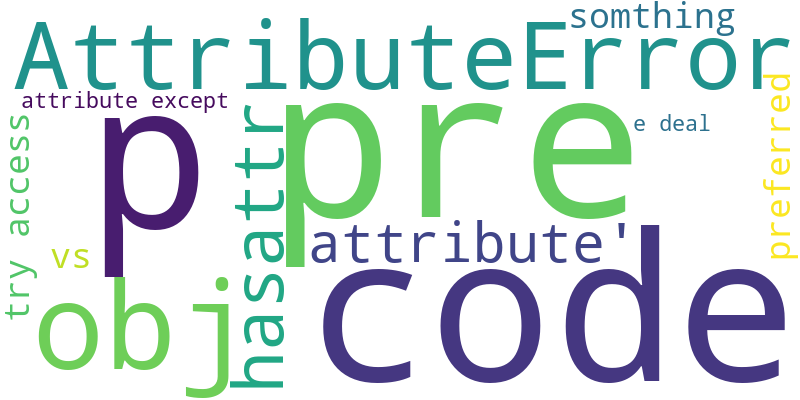 somthing
AttributeError
attribute except
p
pre
e deal
preferred
try access
hasattr
attribute'
vs
obj
code